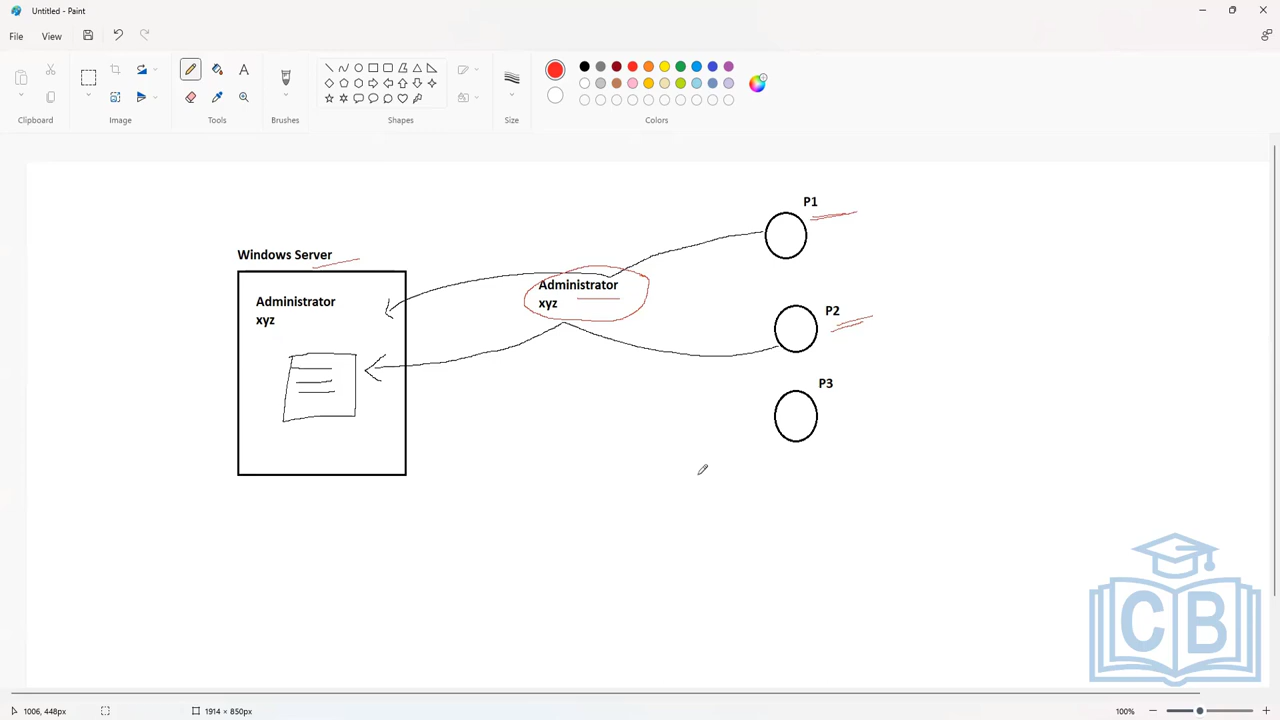 Untitled - Paint
File
View
Clipboard
Image
Tools
Brushes
Shapes
Size
Colors
P1
Windows Server
Administrator
xyz
Administrator
xyz
P2
P3
CB
1006, 448px
1914 × 850px
100%